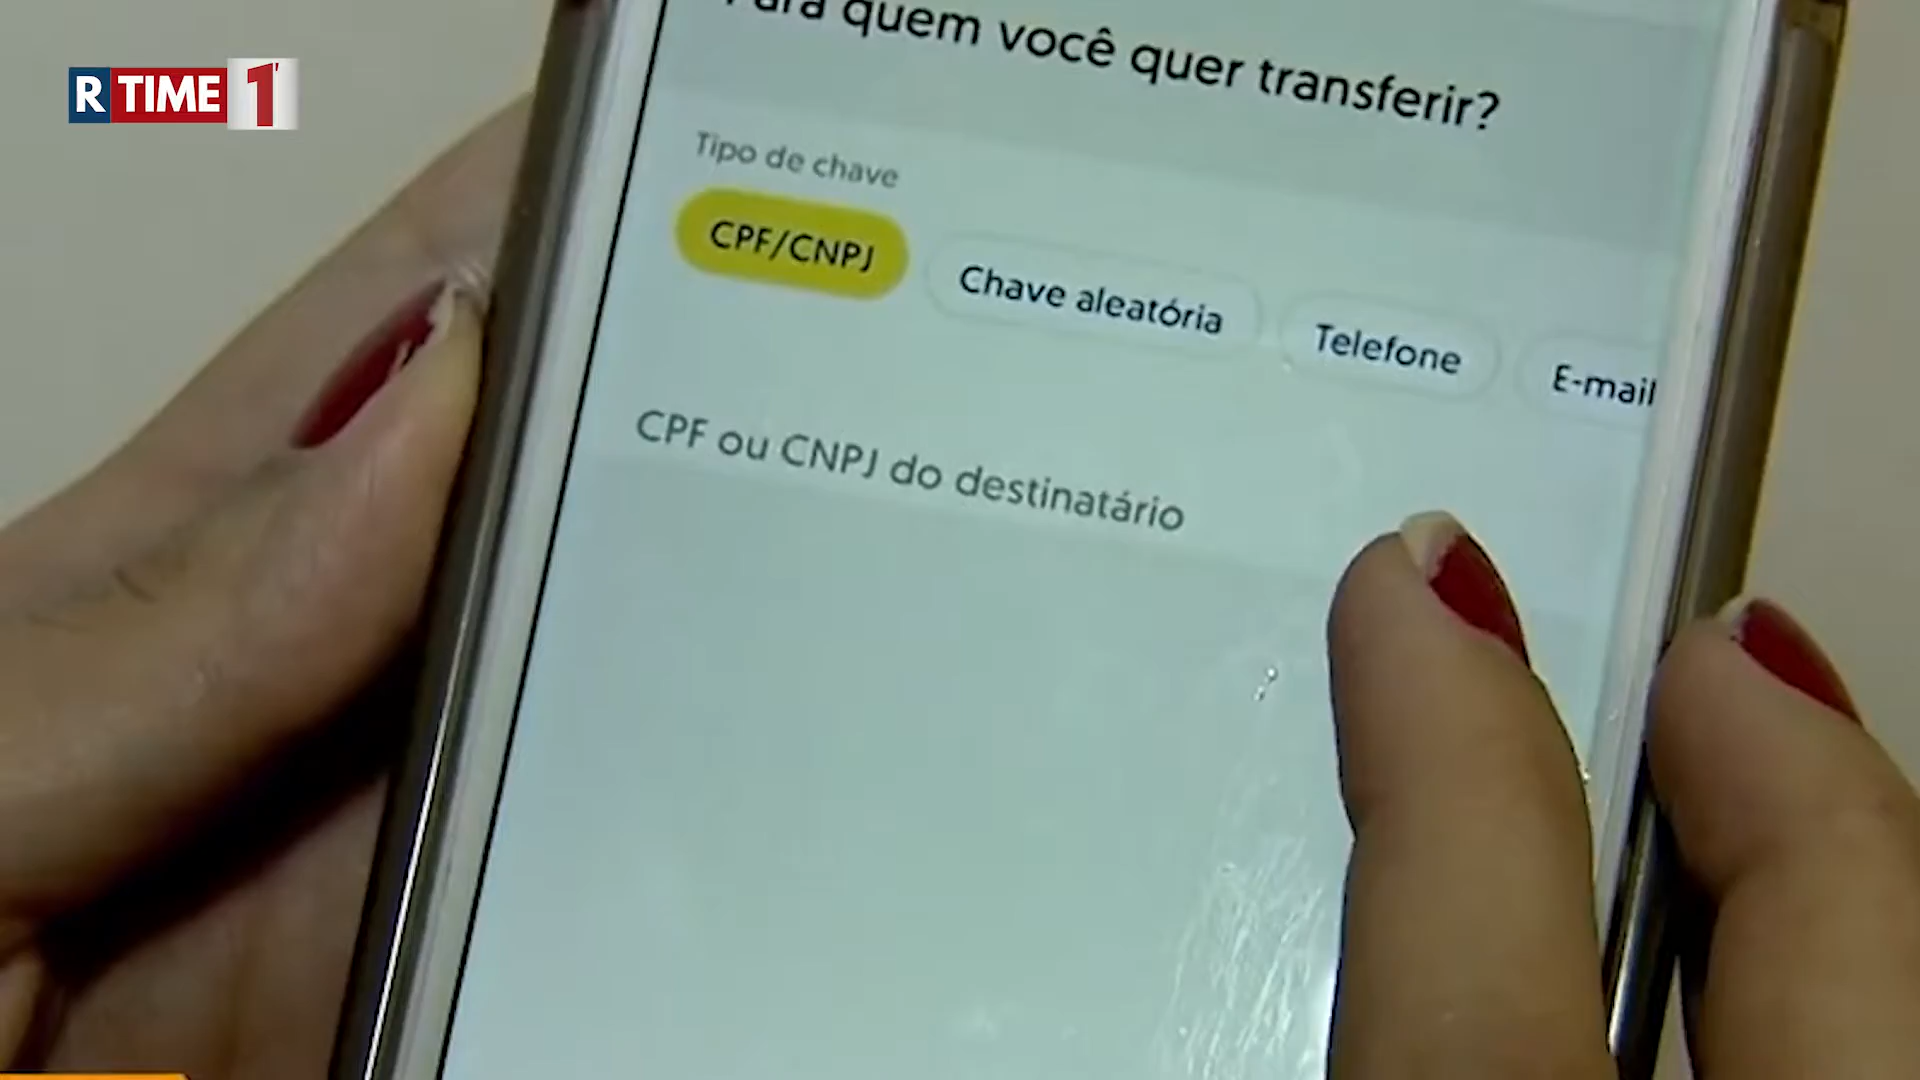 R TIME 1'
Para quem você quer transferir?
Tipo de chave
CPF/CNPJ
Chave aleatória
Telefone
E-mail
CPF ou CNPJ do destinatário